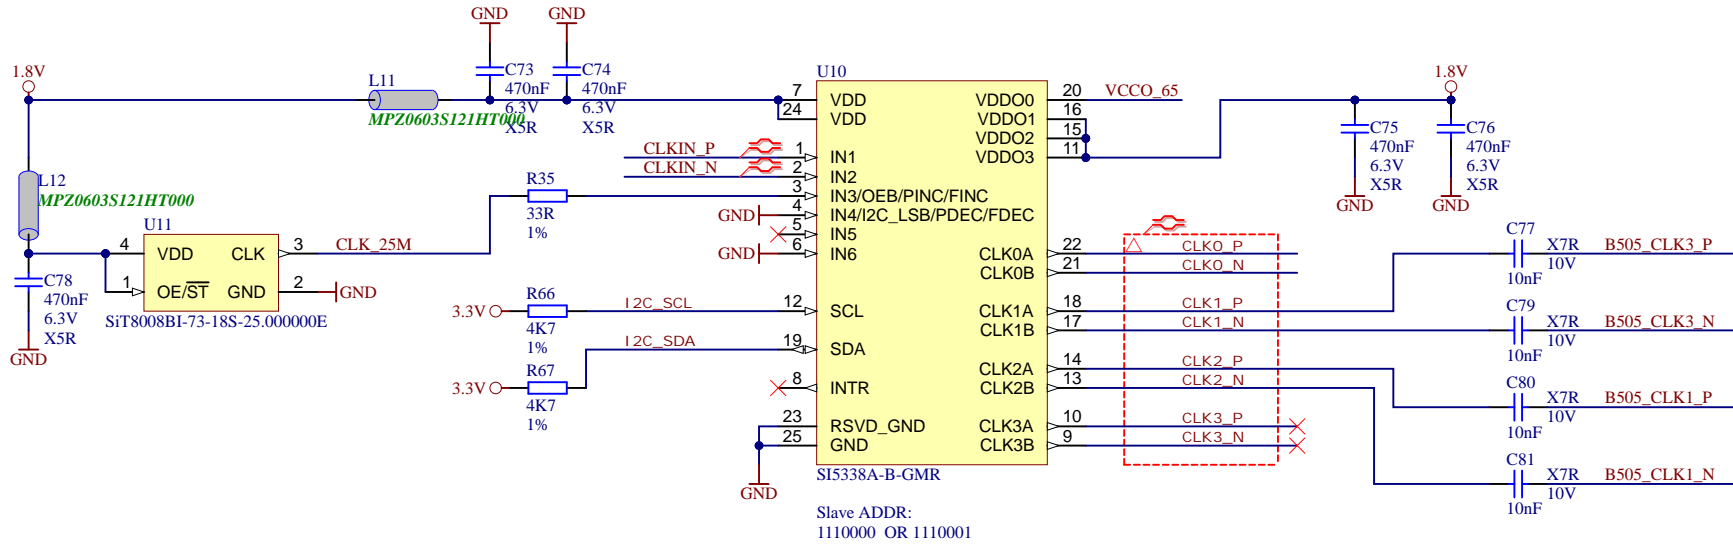 GND
GND
1.8V
L11
MPZ0603S121HT000
C73
470nF
6.3V
X5R
C74
470nF
6.3V
X5R
L12
MPZ0603S121HT000
U11
4
VDD
CLK
3
1
OE/ST
GND
2
GND
SiT8008BI-73-18S-25.000000E
C78
470nF
6.3V
X5R
GND
CLK_25M
R35
33R
1%
CLKIN_P
CLKIN_N
GND
GND
3.3V
R66
4K7
1%
I2C_SCL
3.3V
R67
4K7
1%
I2C_SDA
GND
U10
7
VDD
24
VDD
1
IN1
2
IN2
3
IN3/OEB/PINC/FINC
4
IN4/I2C_LSB/PDEC/FDEC
5
IN5
6
IN6
12
SCL
19
SDA
8
INTR
23
RSVD_GND
25
GND
VDDO0
20
VDDO1
16
VDDO2
15
VDDO3
11
CLK0A
22
CLK0B
21
CLK1A
18
CLK1B
17
CLK2A
14
CLK2B
13
CLK3A
10
CLK3B
9
SI5338A-B-GMR
Slave ADDR:
1110000 OR 1110001
VCCO_65
1.8V
C75
470nF
6.3V
X5R
GND
C76
470nF
6.3V
X5R
GND
CLK0_P
CLK0_N
CLK1_P
CLK1_N
CLK2_P
CLK2_N
CLK3_P
CLK3_N
C77
10nF
X7R
10V
B505_CLK3_P
C79
10nF
X7R
10V
B505_CLK3_N
C80
10nF
X7R
10V
B505_CLK1_P
C81
10nF
X7R
10V
B505_CLK1_N